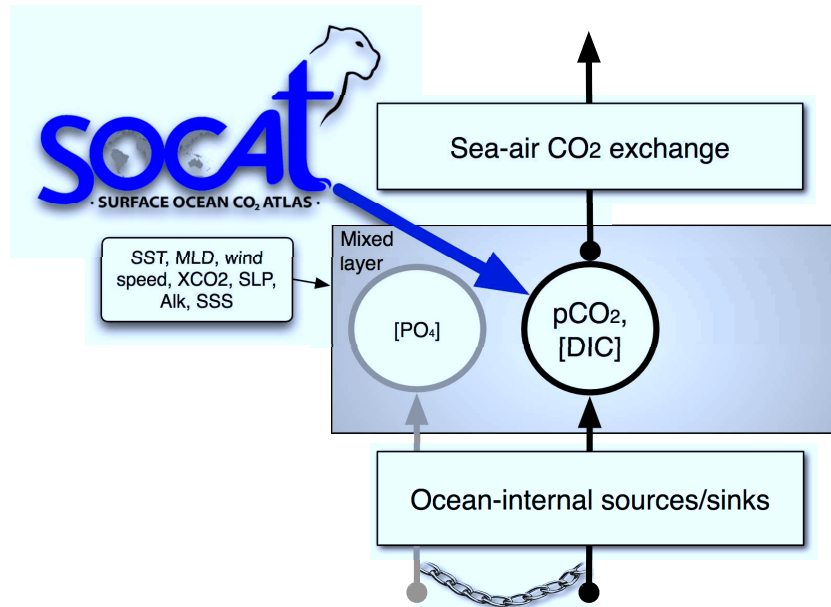 SOCAt
· SURFACE OCEAN CO₂ ATLAS ·
Sea-air CO2 exchange
SST, MLD, wind
speed, XCO2, SLP,
Alk, SSS
Mixed
layer
[PO4]
pCO2,
[DIC]
Ocean-internal sources/sinks